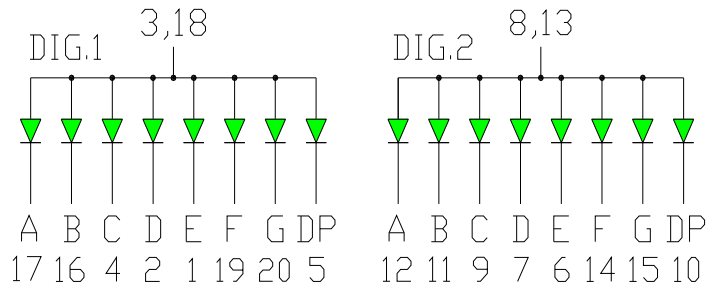 3,18 8,13
DIG.1 DIG.2
A B C D E F G DP A B C D E F G DP
17 16 4 2 1 19 20 5 12 11 9 7 6 14 15 10